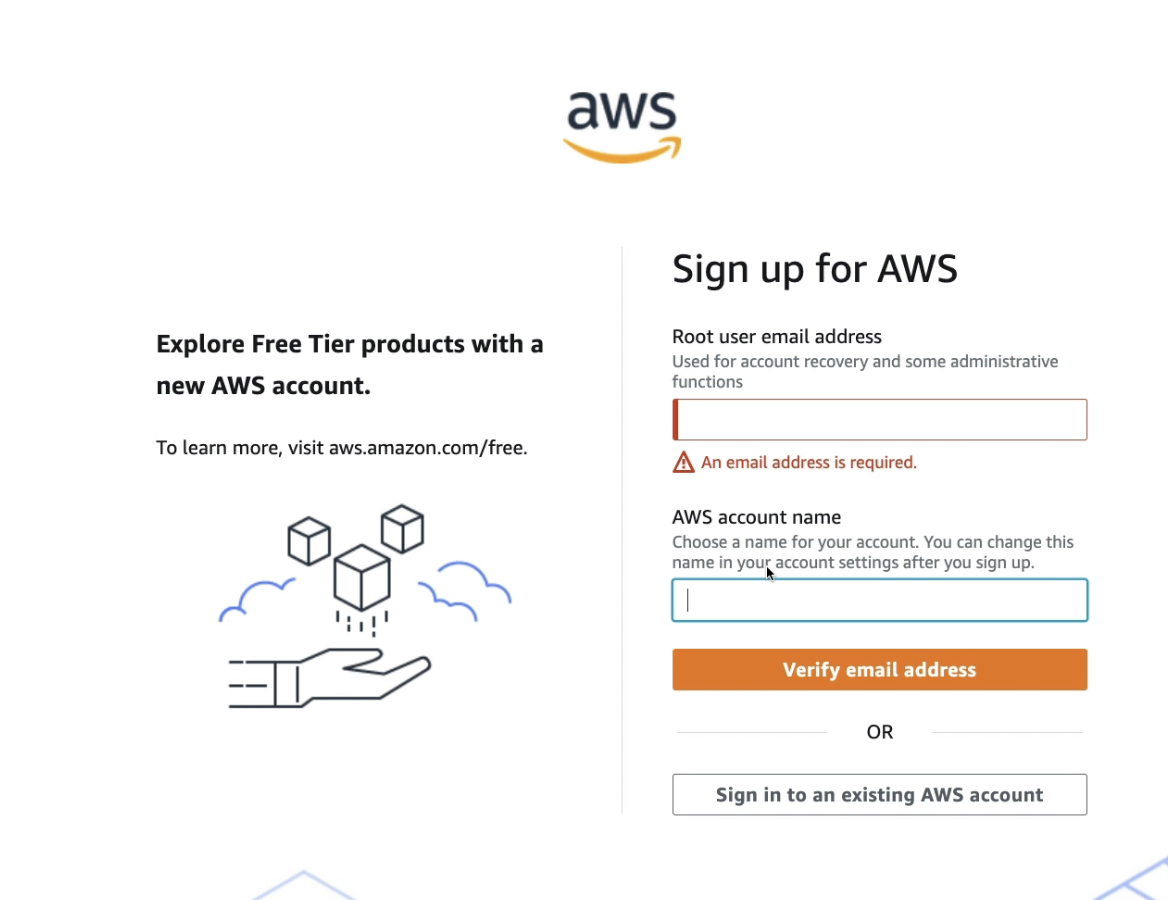 aws
Sign up for AWS
Explore Free Tier products with a
new AWS account.
To learn more, visit aws.amazon.com/free.
Root user email address
Used for account recovery and some administrative
functions
An email address is required.
AWS account name
Choose a name for your account. You can change this
name in your account settings after you sign up.
Verify email address
OR
Sign in to an existing AWS account